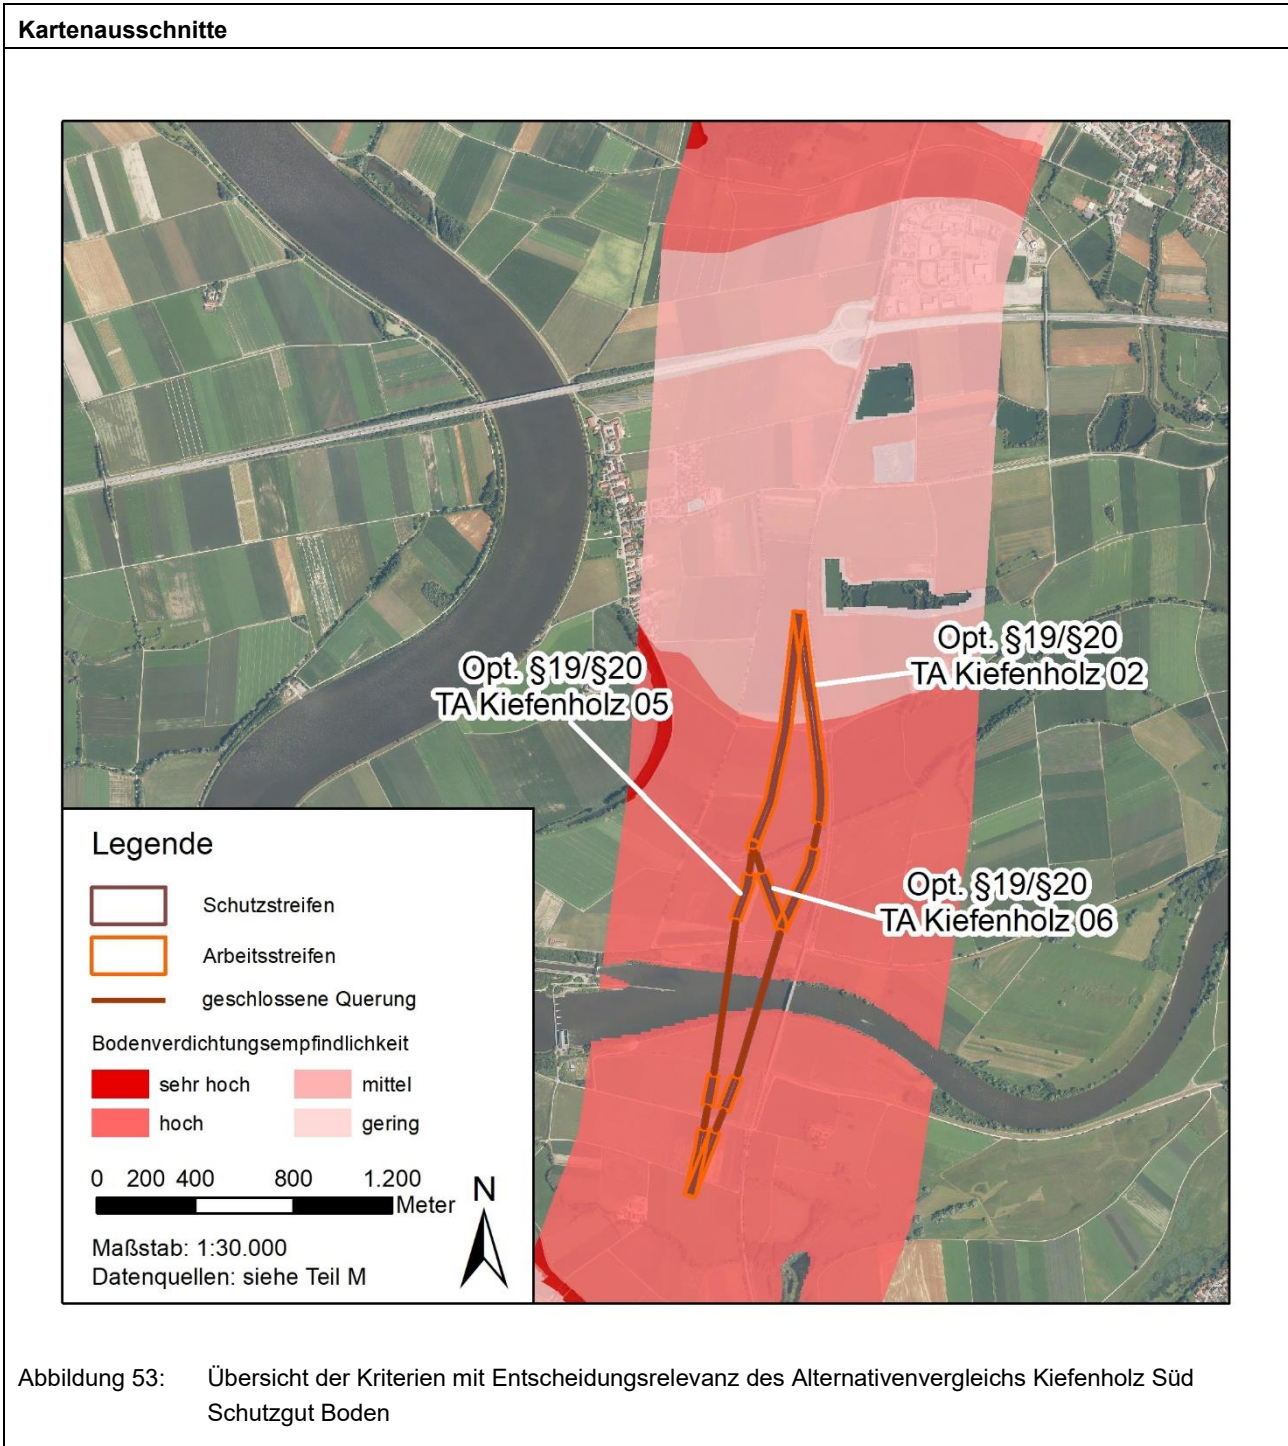 Kartenausschnitte
Opt. §19/§20
TA Kiefenholz 02
Opt. §19/§20
TA Kiefenholz 05
Opt. §19/§20
TA Kiefenholz 06
Legende
Schutzstreifen
Arbeitsstreifen
geschlossene Querung
Bodenverdichtungsempfindlichkeit
sehr hoch mittel
hoch gering
0 200 400 800 1.200
Meter
N
Maßstab: 1:30.000
Datenquellen: siehe Teil M
Abbildung 53: Übersicht der Kriterien mit Entscheidungsrelevanz des Alternativenvergleichs Kiefenholz Süd
Schutzgut Boden